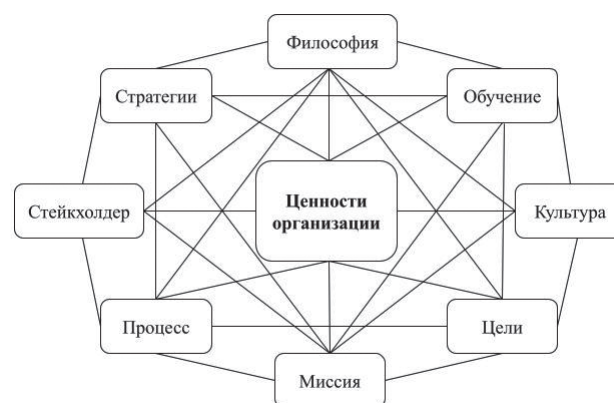 Философия
Стратегии
Обучение
Стейкхолдер
Ценности
организации
Культура
Процесс
Цели
Миссия